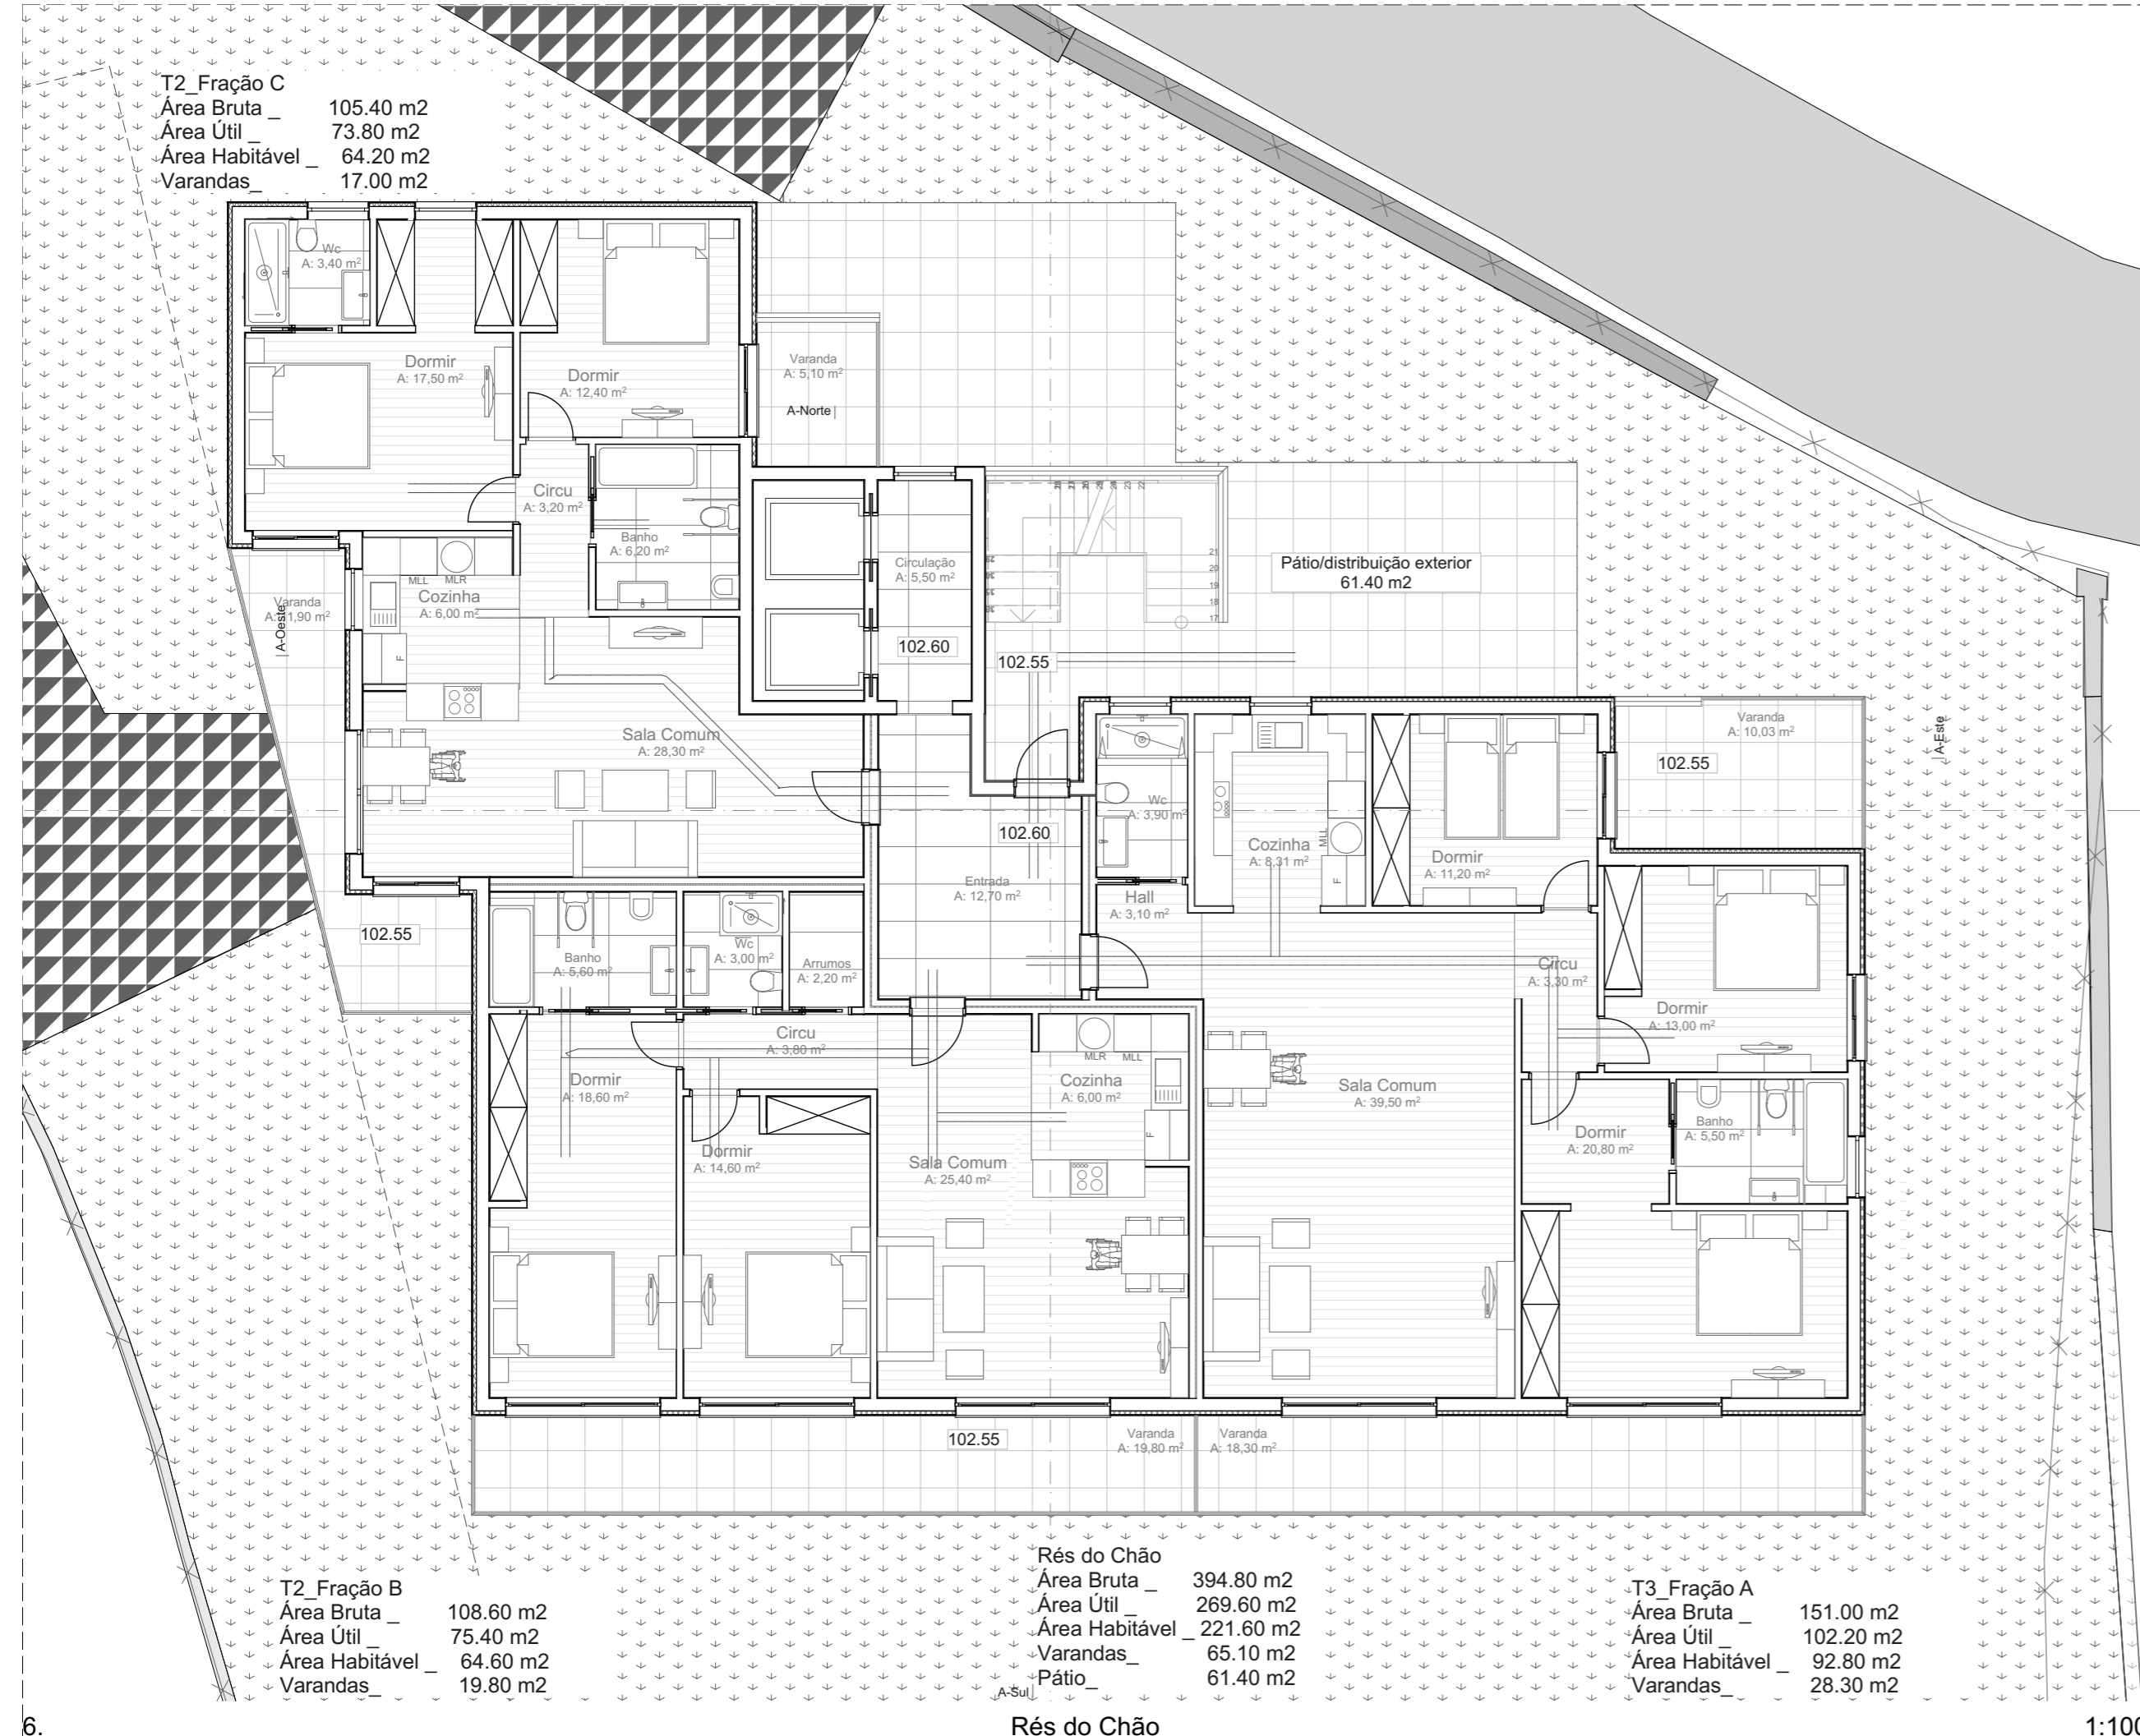 T2_Fração C
Área Bruta _ 105.40 m2
Área Útil _ 73.80 m2
Área Habitável _ 64.20 m2
Varandas_ 17.00 m2
Wc
A: 3,40 m²
Dormir
A: 17,50 m²
Dormir
A: 12,40 m²
Varanda
A: 5,10 m²
A-Norte
Circu
A: 3,20 m²
Banho
A: 6,20 m²
Circulação
A: 5,50 m²
24 23 22
21
20
19
18
17
Pátio/distribuição exterior
61.40 m2
MLL MLR
Cozinha
A: 6,00 m²
F
Varanda
A-Oeste
102.60
102.55
Sala Comum
A: 28,30 m²
Varanda
A: 10,03 m²
102.55
A-Este
Wc
A: 3,90 m²
Cozinha
A: 8,31 m²
MLL
F
Dormir
A: 11,20 m²
102.60
Entrada
A: 12,70 m²
Hall
A: 3,10 m²
102.55
Banho
A: 5,60 m²
Wc
A: 3,00 m²
Arrumos
A: 2,20 m²
Circu
A: 3,30 m²
Dormir
A: 13,00 m²
Circu
A: 3,80 m²
MLR MLL
Cozinha
A: 6,00 m²
F
Dormir
A: 18,60 m²
Sala Comum
A: 39,50 m²
Dormir
A: 14,60 m²
Sala Comum
A: 25,40 m²
Dormir
A: 20,80 m²
Banho
A: 5,50 m²
102.55
Varanda
A: 19,80 m²
Varanda
A: 18,30 m²
T2_Fração B
Área Bruta _ 108.60 m2
Área Útil _ 75.40 m2
Área Habitável _ 64.60 m2
Varandas_ 19.80 m2
Rés do Chão
Área Bruta _ 394.80 m2
Área Útil _ 269.60 m2
Área Habitável _ 221.60 m2
Varandas_ 65.10 m2
Pátio_ 61.40 m2
A-Sul
T3_Fração A
Área Bruta _ 151.00 m2
Área Útil _ 102.20 m2
Área Habitável _ 92.80 m2
Varandas_ 28.30 m2
6.
Rés do Chão
1:100